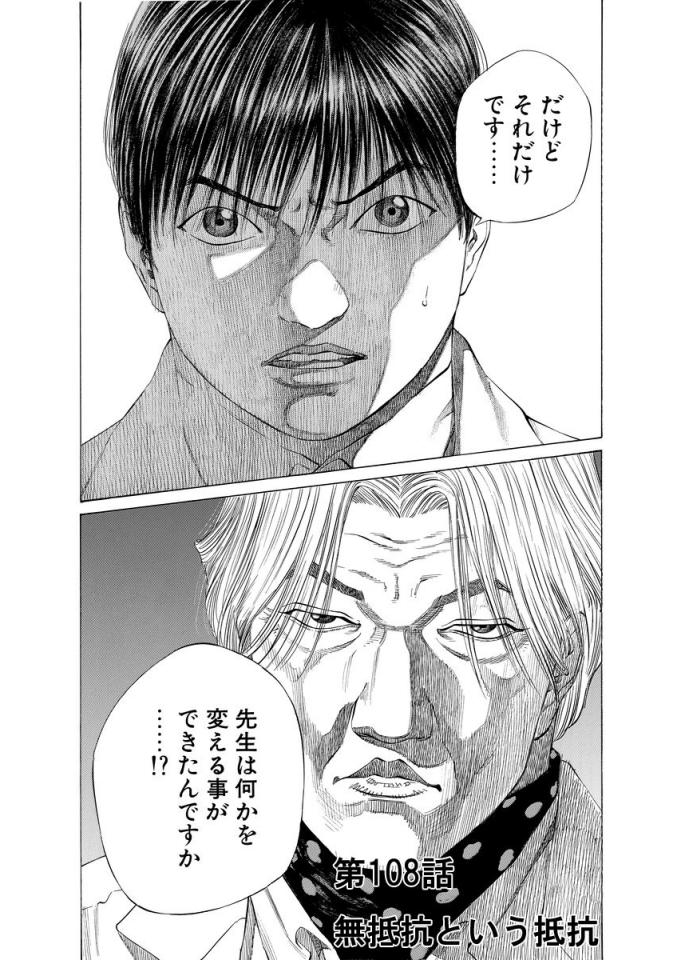 だけど
それだけ
です……
先生は何かを
変える事が
できたんですか
……!?
第108話
無抵抗という抵抗